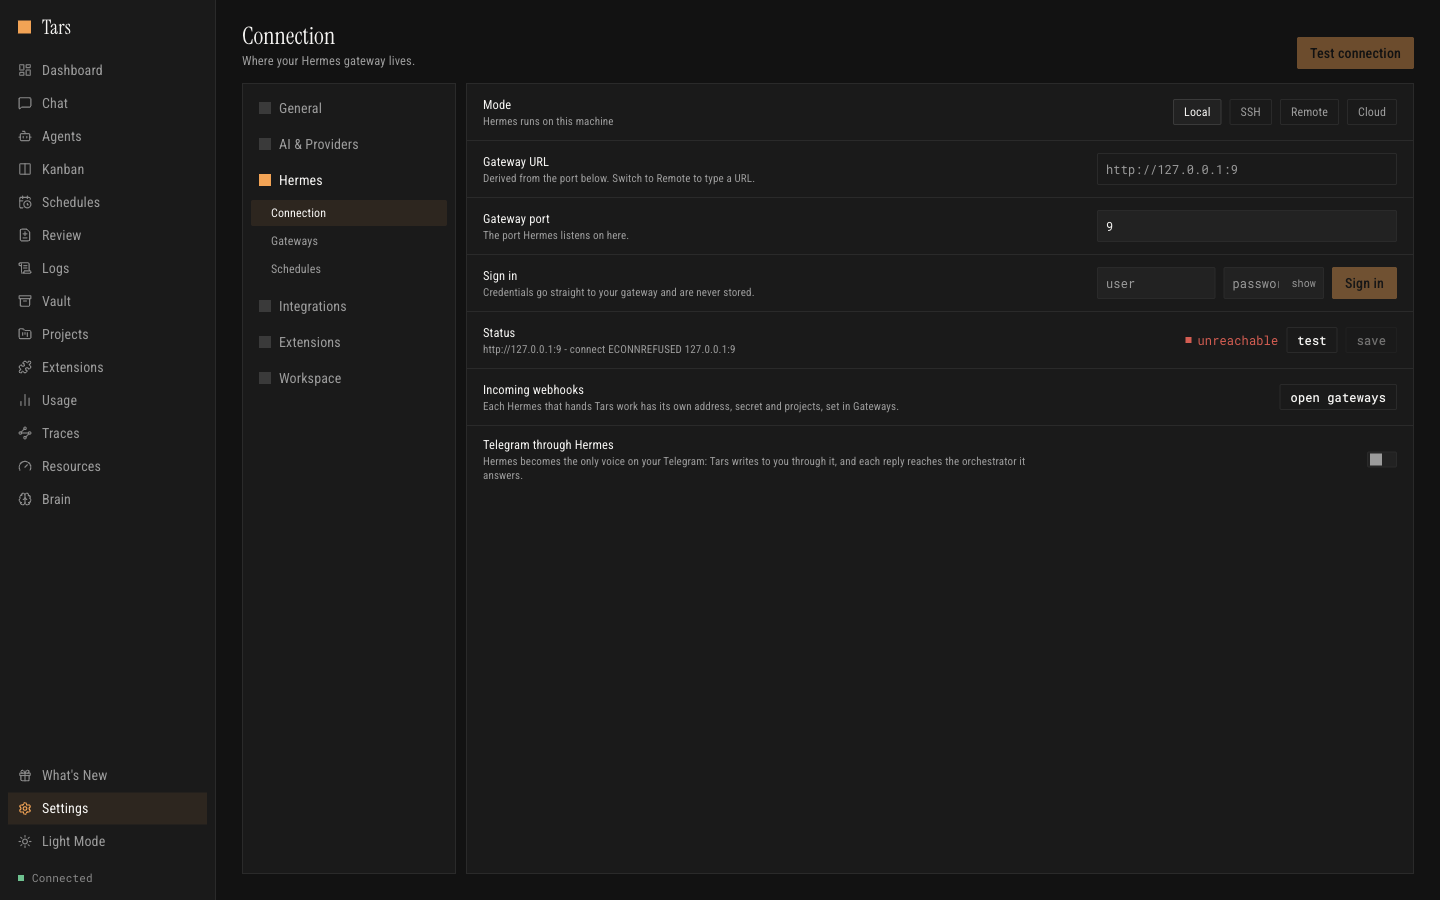 Tars
Dashboard
Chat
Agents
Kanban
Schedules
Review
Logs
Vault
Projects
Extensions
Usage
Traces
Resources
Brain
What's New
Settings
Light Mode
Connected
Connection
Where your Hermes gateway lives.
Test connection
General
AI & Providers
Hermes
Connection
Gateways
Schedules
Integrations
Extensions
Workspace
Mode
Hermes runs on this machine
Local SSH Remote Cloud
Gateway URL
Derived from the port below. Switch to Remote to type a URL.
http://127.0.0.1:9
Gateway port
The port Hermes listens on here.
9
Sign in
Credentials go straight to your gateway and are never stored.
user show Sign in
Status
http://127.0.0.1:9 - connect ECONNREFUSED 127.0.0.1:9
unreachable test save
Incoming webhooks
Each Hermes that hands Tars work has its own address, secret and projects, set in Gateways.
open gateways
Telegram through Hermes
Hermes becomes the only voice on your Telegram: Tars writes to you through it, and each reply reaches the orchestrator it
answers.